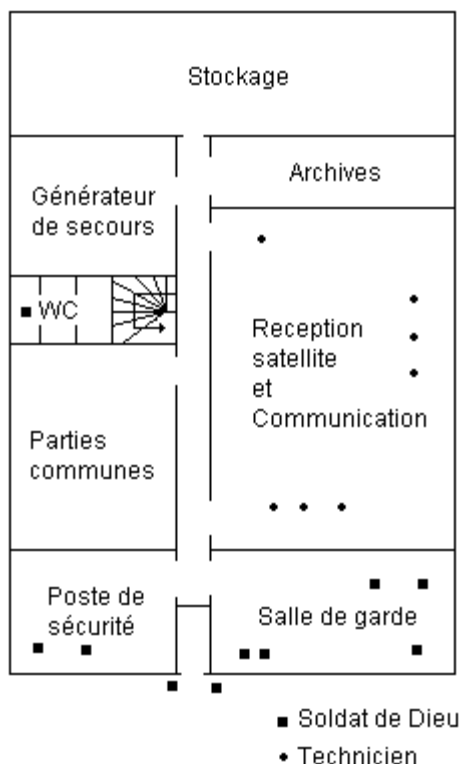 Stockage
Archives
Générateur
de secours
WC
Reception
satellite
et
Communication
Parties
communes
Poste de
sécurité
Salle de garde
Soldat de Dieu
Technicien